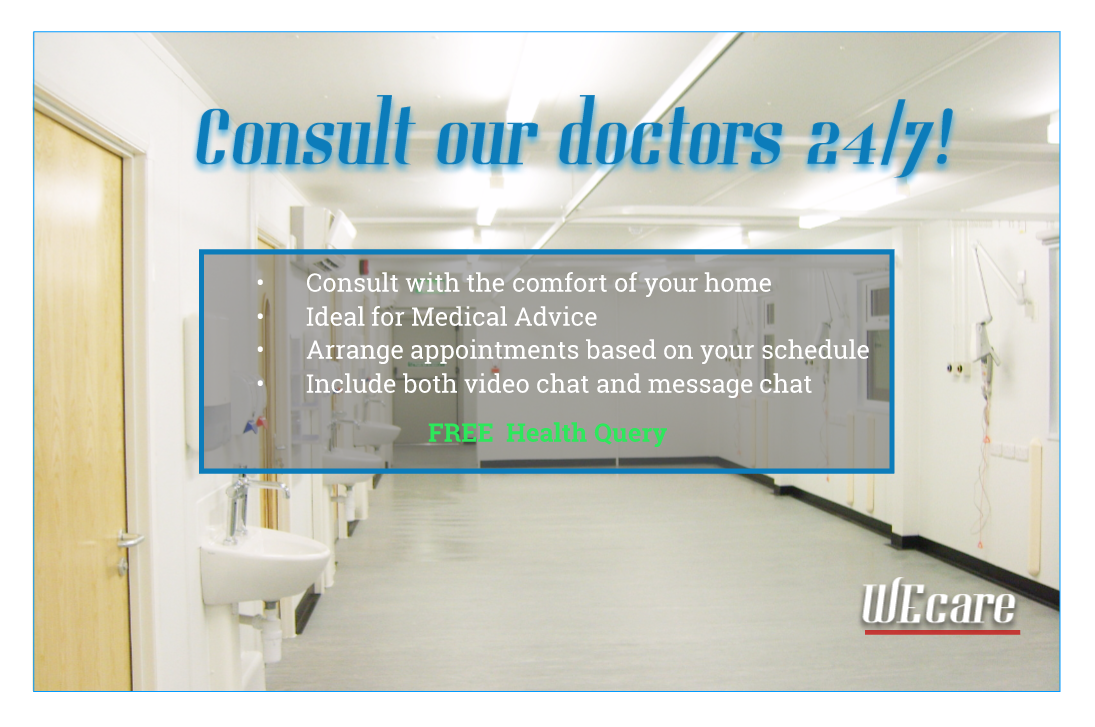 Consult our doctors 24/7!
• Consult with the comfort of your home
• Ideal for Medical Advice
• Arrange appointments based on your schedule
• Include both video chat and message chat
FREE Health Query
WEcare